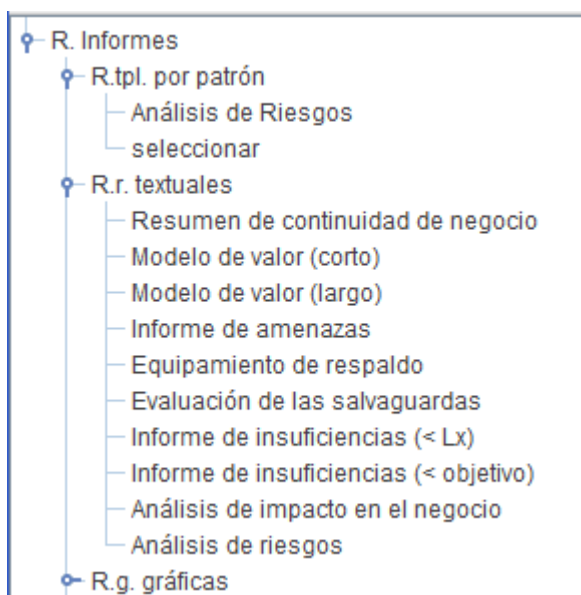 R. Informes
R.tpl. por patrón
Análisis de Riesgos
seleccionar
R.r. textuales
Resumen de continuidad de negocio
Modelo de valor (corto)
Modelo de valor (largo)
Informe de amenazas
Equipamiento de respaldo
Evaluación de las salvaguardas
Informe de insuficiencias (< Lx)
Informe de insuficiencias (< objetivo)
Análisis de impacto en el negocio
Análisis de riesgos
R.g. gráficas